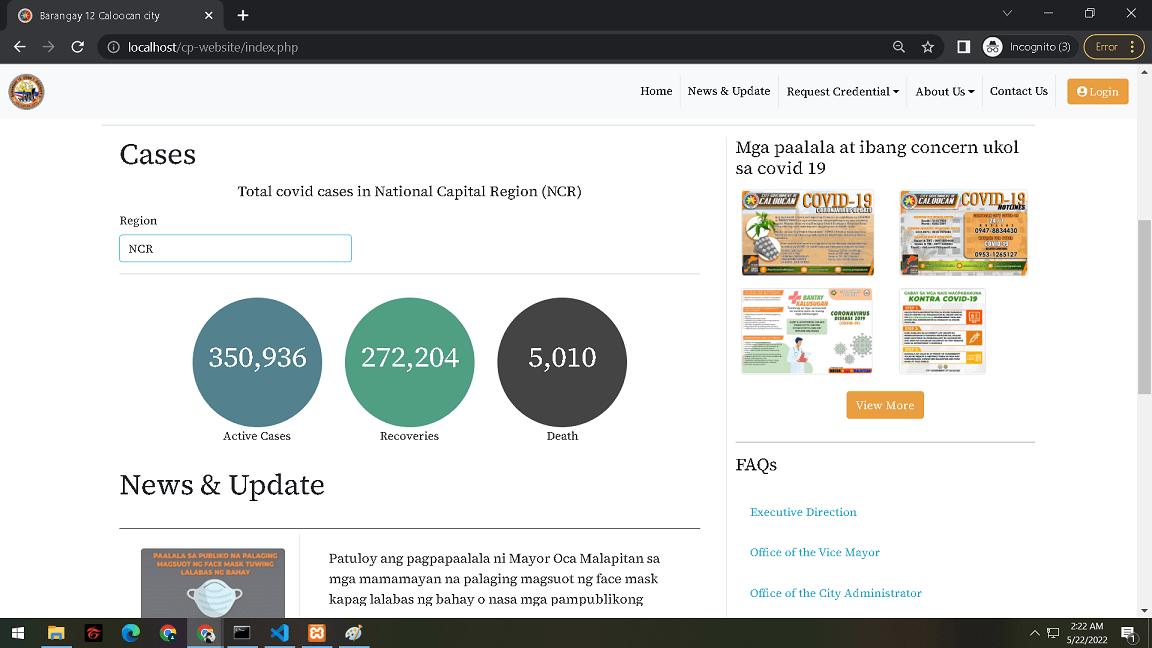 Barangay 12 Caloocan city
localhost/cp-website/index.php
Incognito (3)
Error
Home
News & Update
Request Credential
About Us
Contact Us
Login
Cases
Total covid cases in National Capital Region (NCR)
Region
NCR
350,936
272,204
5,010
Active Cases
Recoveries
Death
News & Update
PAALALA SA PUBLIKO NA PALAGING
MAGSUOT NG FACE MASK TUWING
LALABAS NG BAHAY
Patuloy ang pagpapaalala ni Mayor Oca Malapitan sa
mga mamamayan na palaging magsuot ng face mask
kapag lalabas ng bahay o nasa mga pampublikong
Mga paalala at ibang concern ukol
sa covid 19
CALOOCAN
COVID-19
CORONAVIRUS UPDATE
CALOOCAN
COVID-19
HOTLINES
0947-8834430
COVID-19
0953-1265127
BANTAY
KALUSUGAN
CORONAVIRUS
DISEASE 2019
(COVID-19)
GABAY SA MGA NAIS MAGPABAKUNA
KONTRA COVID-19
View More
FAQs
Executive Direction
Office of the Vice Mayor
Office of the City Administrator
2:22 AM
5/22/2022
1